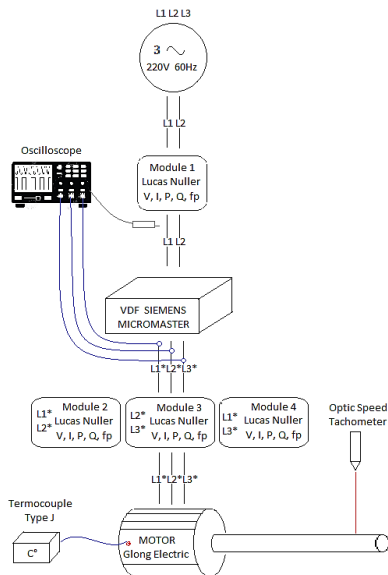 L1 L2 L3
3
220V 60Hz
L1 L2
Oscilloscope
Module 1
Lucas Nuller
V, I, P, Q, fp
L1 L2
VDF SIEMENS
MICROMASTER
L1* L2* L3*
L1*
L2*
Module 2
Lucas Nuller
V, I, P, Q, fp
L2*
L3*
Module 3
Lucas Nuller
V, I, P, Q, fp
L1*
L3*
Module 4
Lucas Nuller
V, I, P, Q, fp
Optic Speed
Tachometer
L1* L2* L3*
Termocouple
Type J
C°
MOTOR
Glong Electric